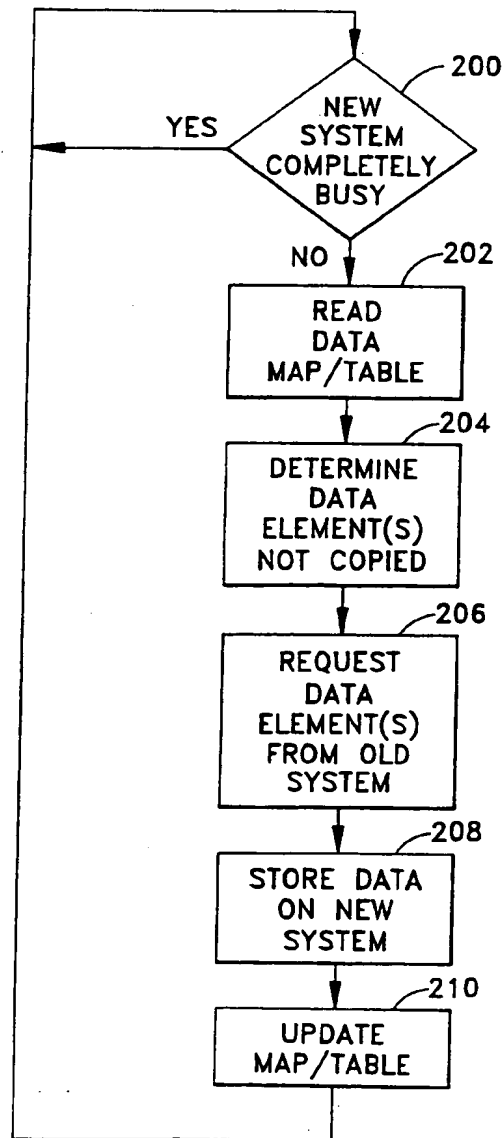 200
NEW
SYSTEM
COMPLETELY
BUSY
YES
NO
202
READ
DATA
MAP/TABLE
204
DETERMINE
DATA
ELEMENT(S)
NOT COPIED
206
REQUEST
DATA
ELEMENT(S)
FROM OLD
SYSTEM
208
STORE DATA
ON NEW
SYSTEM
210
UPDATE
MAP/TABLE